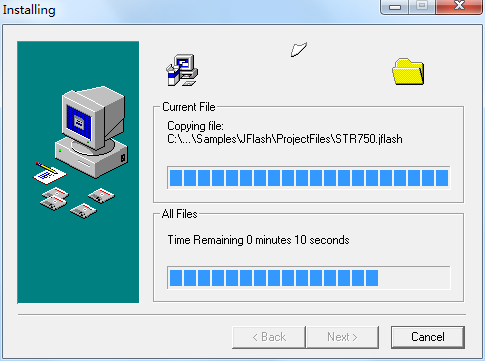 Installing
Current File
Copying file:
C:\...\Samples\JFlash\ProjectFiles\STR750.jflash
All Files
Time Remaining 0 minutes 10 seconds
< Back
Next >
Cancel